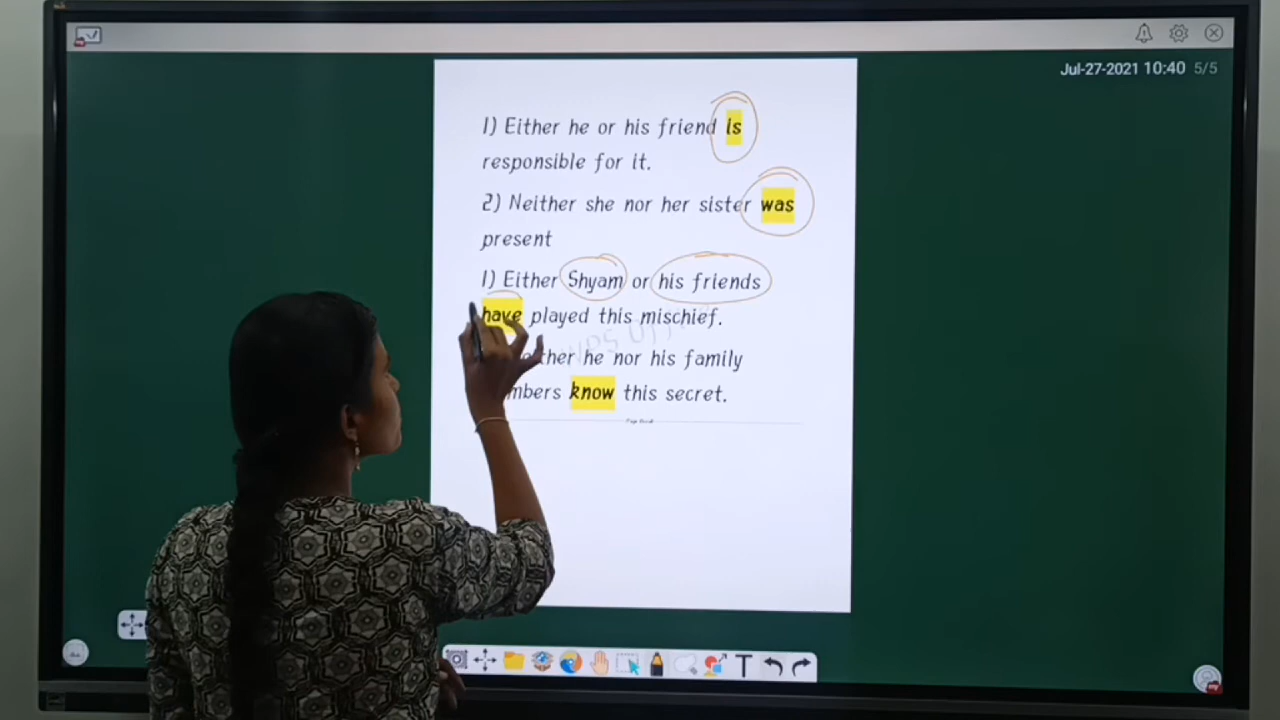 Jul-27-2021 10:40 5/5
1) Either he or his friend is
responsible for it.
2) Neither she nor her sister was
present
1) Either Shyam or his friends
have played this mischief.
he nor his family
know this secret.
T